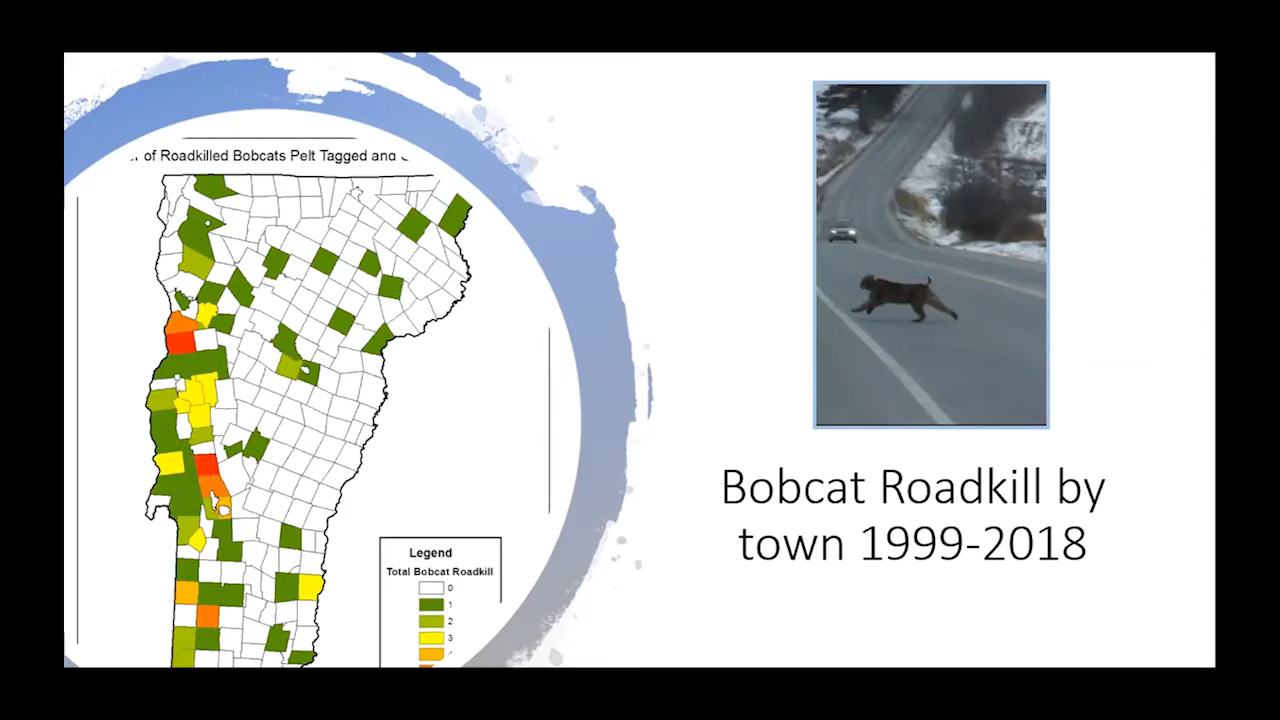 of Roadkilled Bobcats Pelt Tagged and
Legend
Total Bobcat Roadkill
0
1
2
3
Bobcat Roadkill by
town 1999-2018